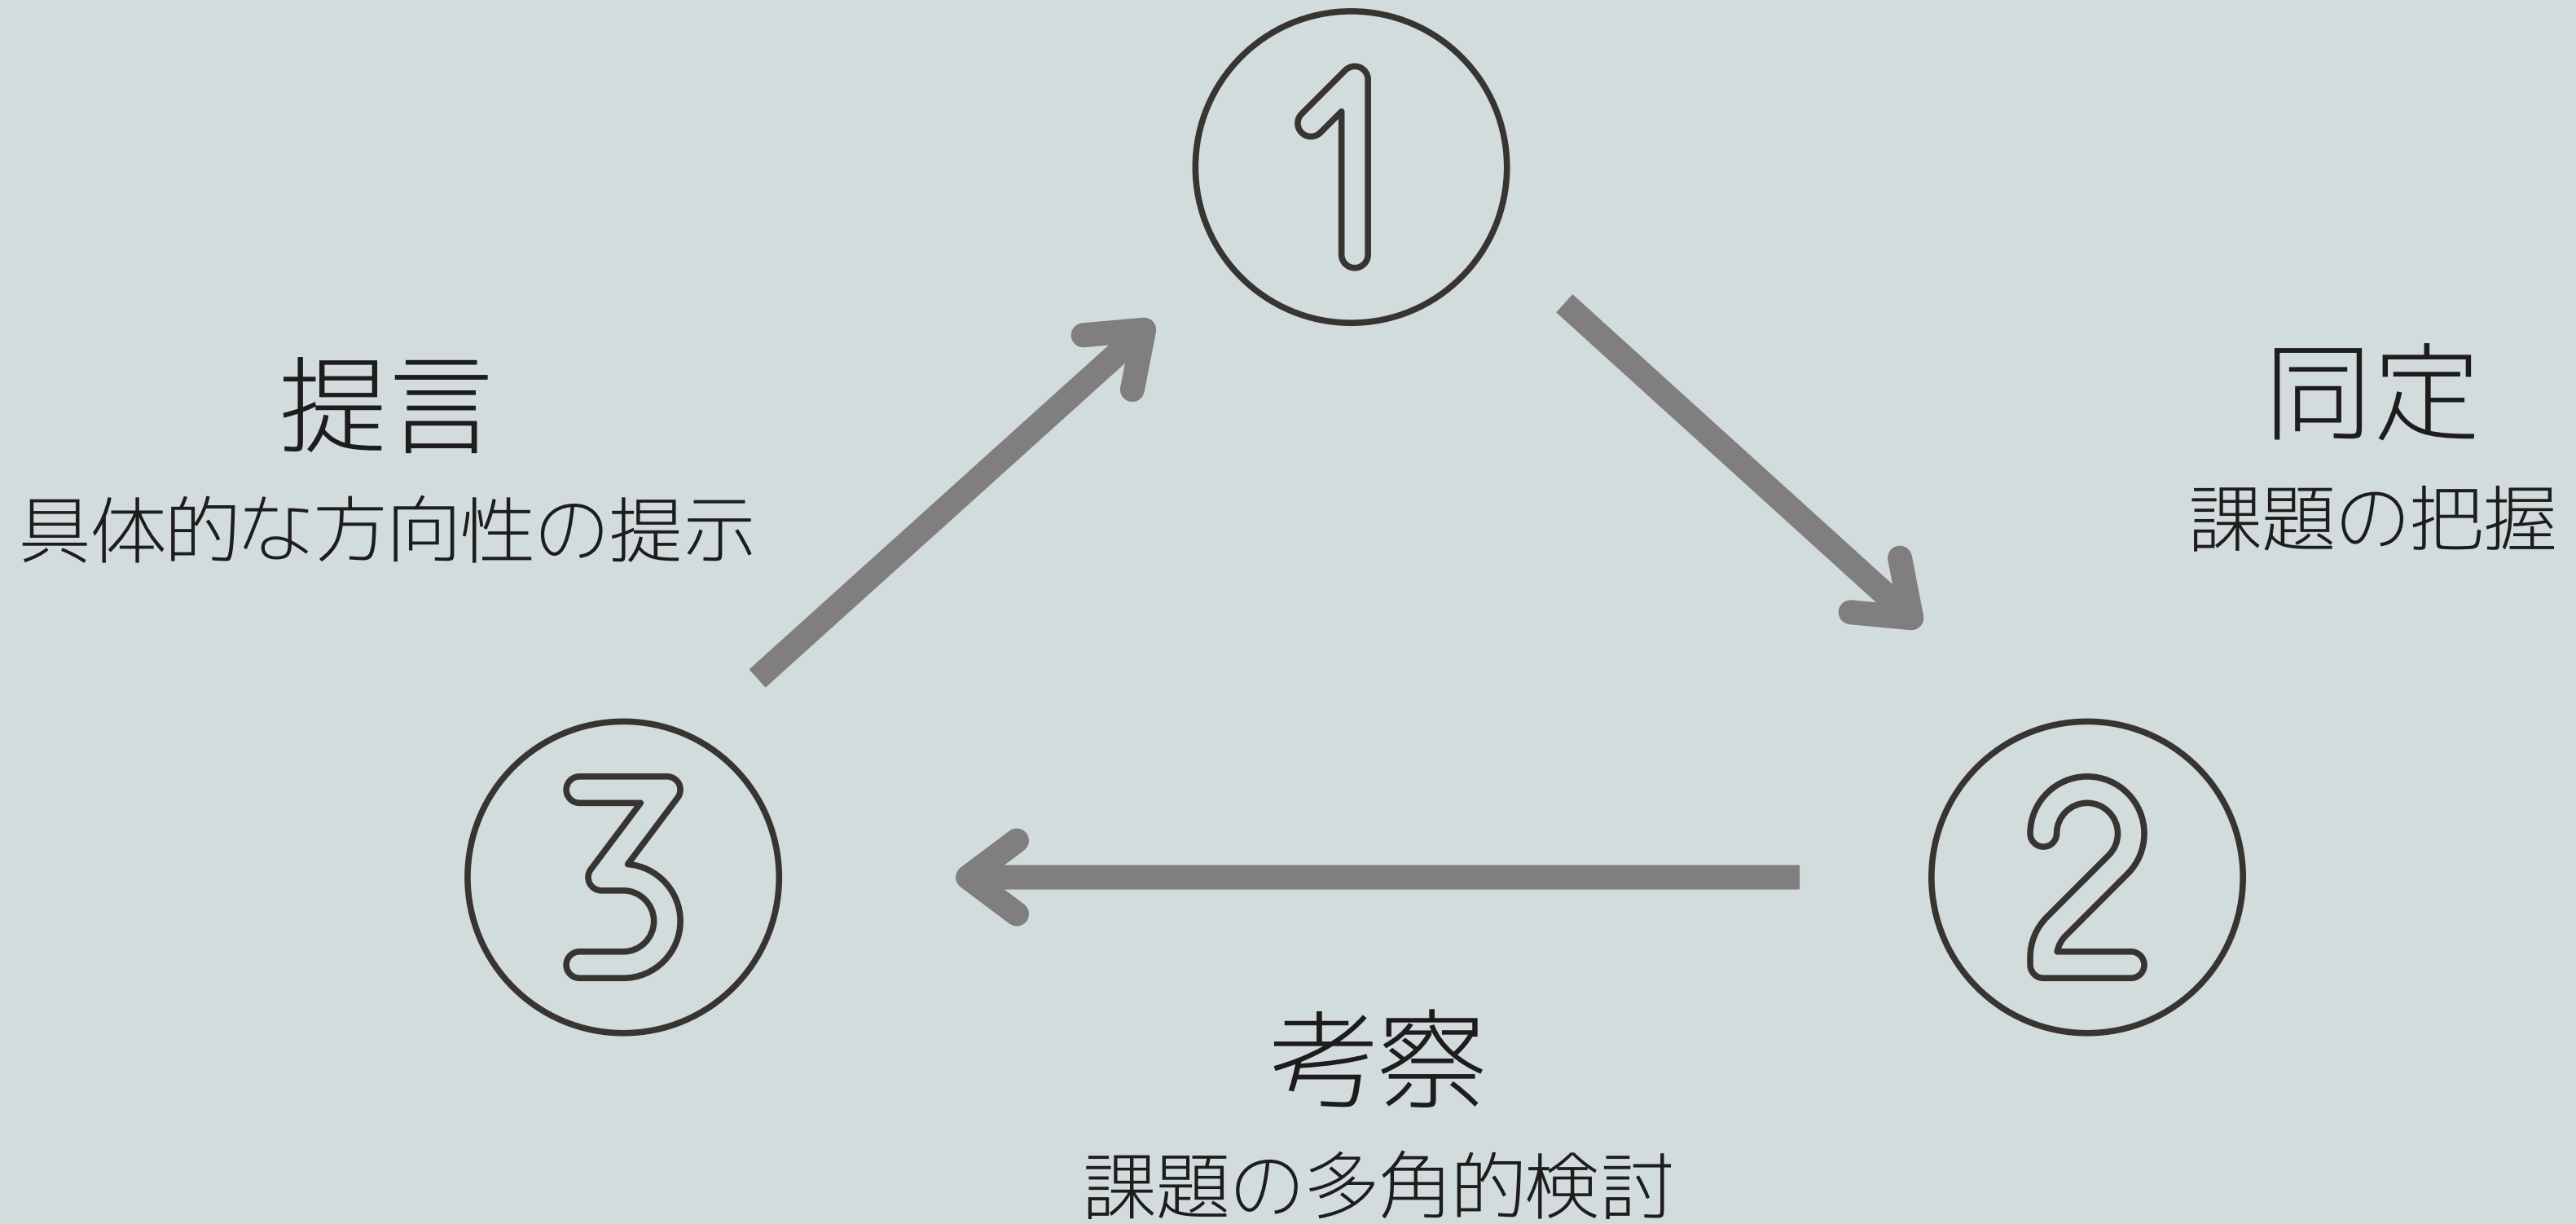 1
同定
課題の把握
2
考察
課題の多角的検討
3
提言
具体的な方向性の提示